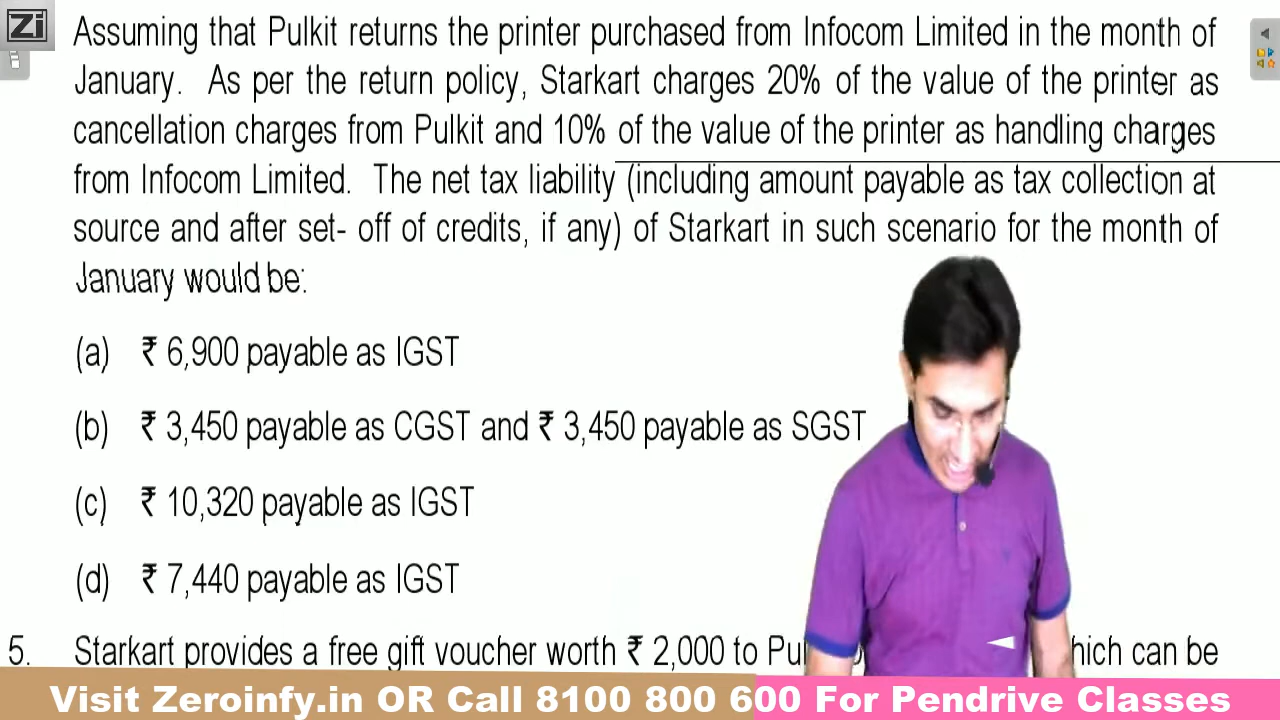 Zi
Assuming that Pulkit returns the printer purchased from Infocom Limited in the month of
January. As per the return policy, Starkart charges 20% of the value of the printer as
cancellation charges from Pulkit and 10% of the value of the printer as handling charges
from Infocom Limited. The net tax liability (including amount payable as tax collection at
source and after set- off of credits, if any) of Starkart in such scenario for the month of
January would be:
(a) ₹ 6,900 payable as IGST
(b) ₹ 3,450 payable as CGST and ₹ 3,450 payable as SGST
(c) ₹ 10,320 payable as IGST
(d) ₹ 7,440 payable as IGST
5. Starkart provides a free gift voucher worth ₹ 2,000 to can be
Visit Zeroinfy.in OR Call 8100 800 600 For Pendrive Classes